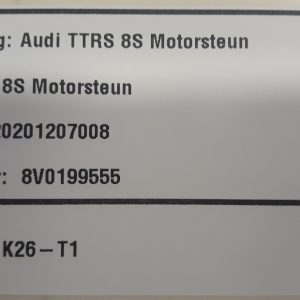 g: Audi TTRS 8S Motorsteun
8S Motorsteun
20201207008
r: 8V0199555
K26-T1